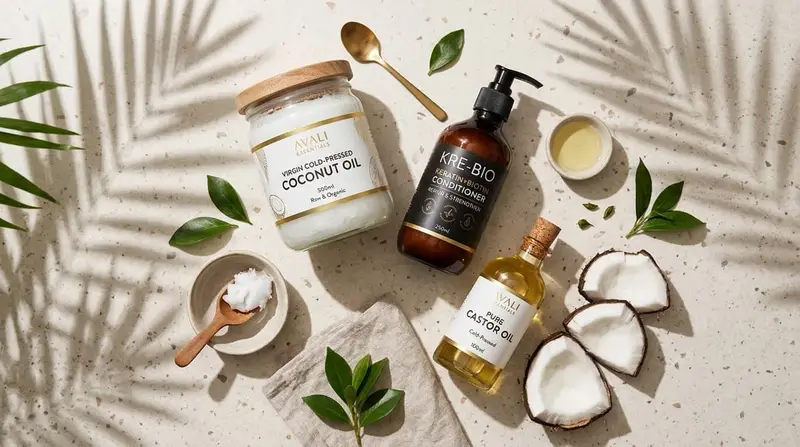 AVALI
ESSENTIALS
VIRGIN COLD-PRESSED
COCONUT OIL
500ml
Raw & Organic
KRE-BIO
KERATIN+BIOTIN
CONDITIONER
REPAIR & STRENGTHEN
250ml
AVALI
ESSENTIALS
PURE
CASTOR OIL
Cold-Pressed
100ml